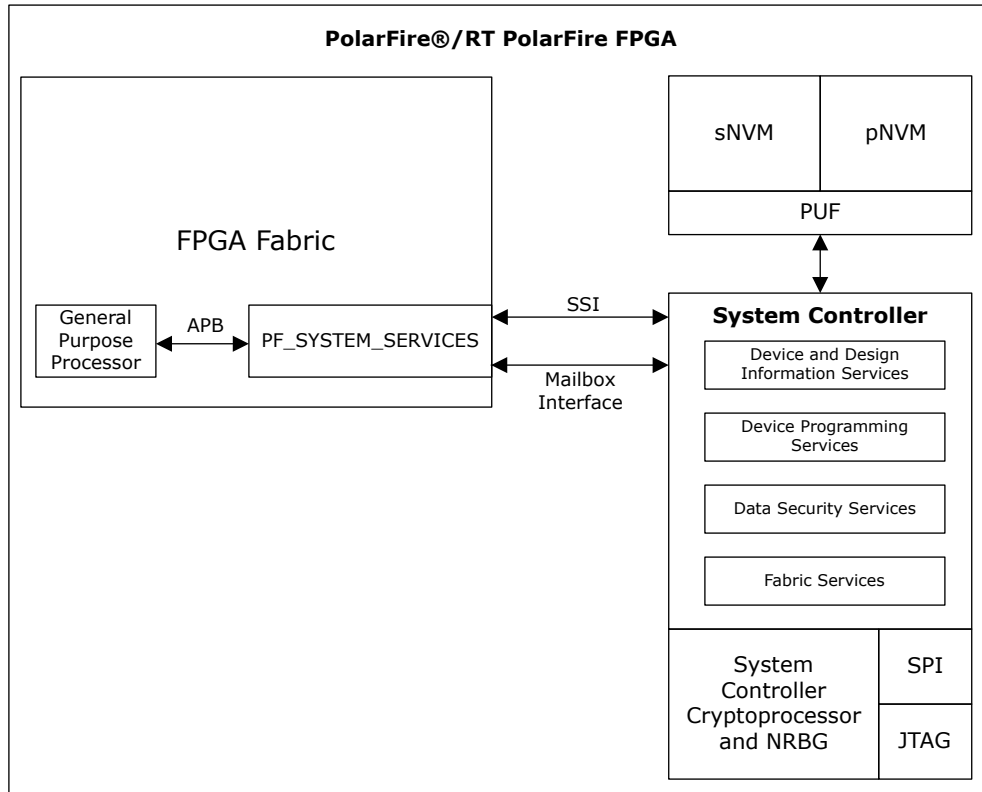 PolarFire®/RT PolarFire FPGA
sNVM
pNVM
PUF
FPGA Fabric
General
Purpose
Processor
APB
PF_SYSTEM_SERVICES
SSI
Mailbox
Interface
System Controller
Device and Design
Information Services
Device Programming
Services
Data Security Services
Fabric Services
System
Controller
Cryptoprocessor
and NRBG
SPI
JTAG